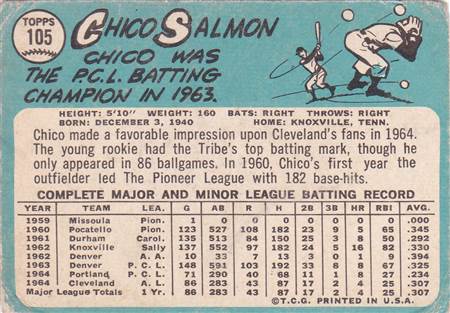 TOPPS
105
CHICO SALMON
CHICO WAS
THE P.C.L. BATTING
CHAMPION IN 1963.
HEIGHT: 5'10" WEIGHT: 160 BATS: RIGHT THROWS: RIGHT
BORN: DECEMBER 3, 1940 HOME: KNOXVILLE, TENN.
Chico made a favorable impression upon Cleveland's fans in 1964.
The young rookie had the Tribe's top batting mark, though he
only appeared in 86 ballgames. In 1960, Chico's first year the
outfielder led The Pioneer League with 182 base-hits.
COMPLETE MAJOR AND MINOR LEAGUE BATTING RECORD
YEAR TEAM LEA. G AB R H 2B 3B HR RBI AVG.
1959 Missoula Pion. 1 0 0 0 0 0 0 0 .000
1960 Pocatello Pion. 123 527 108 182 23 9 5 65 .345
1961 Durham Carol. 135 513 84 150 25 3 8 50 .292
1962 Knoxville Sally 137 552 97 182 24 5 16 82 .330
1962 Denver A.A. 10 33 7 13 2 3 0 9 .394
1963 Denver P.C.L. 148 591 103 192 33 8 9 67 .325
1964 Portland P.C.L. 71 290 40 68 11 1 8 27 .234
1964 Cleveland A.L. 86 283 43 87 17 2 4 25 .307
Major League Totals 1 Yr. 86 283 43 87 17 2 4 25 .307
©T.C.G. PRINTED IN U.S.A.